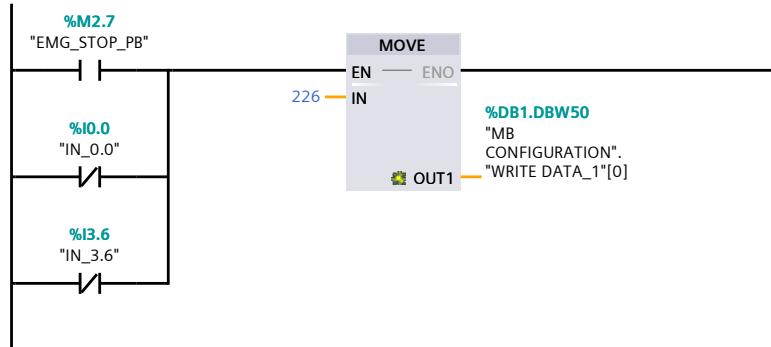 %M2.7
"EMG_STOP_PB"
MOVE
EN ENO
226 IN
%DB1.DBW50
"MB
CONFIGURATION".
"WRITE DATA_1"[0]
OUT1
%I0.0
"IN_0.0"
%I3.6
"IN_3.6"